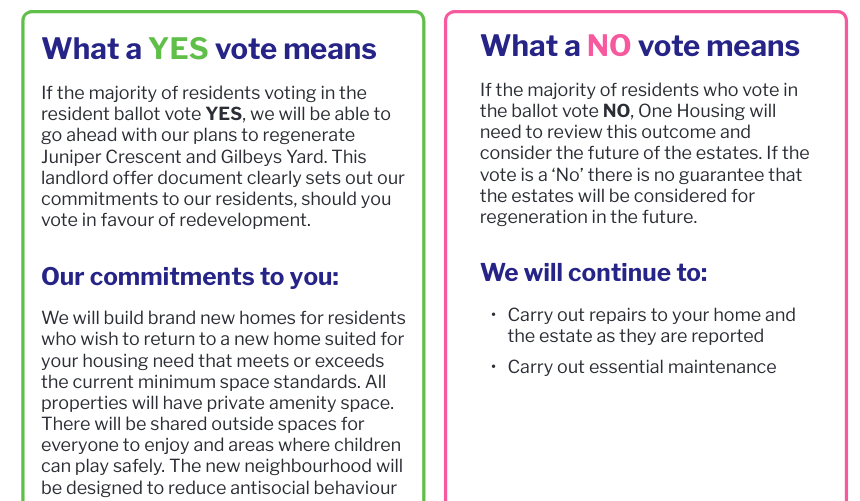 What a YES vote means
If the majority of residents voting in the
resident ballot vote YES, we will be able to
go ahead with our plans to regenerate
Juniper Crescent and Gilbeys Yard. This
landlord offer document clearly sets out our
commitments to our residents, should you
vote in favour of redevelopment.
Our commitments to you:
We will build brand new homes for residents
who wish to return to a new home suited for
your housing need that meets or exceeds
the current minimum space standards. All
properties will have private amenity space.
There will be shared outside spaces for
everyone to enjoy and areas where children
can play safely. The new neighbourhood will
be designed to reduce antisocial behaviour
What a NO vote means
If the majority of residents who vote in
the ballot vote NO, One Housing will
need to review this outcome and
consider the future of the estates. If the
vote is a ‘No’ there is no guarantee that
the estates will be considered for
regeneration in the future.
We will continue to:
• Carry out repairs to your home and
the estate as they are reported
• Carry out essential maintenance